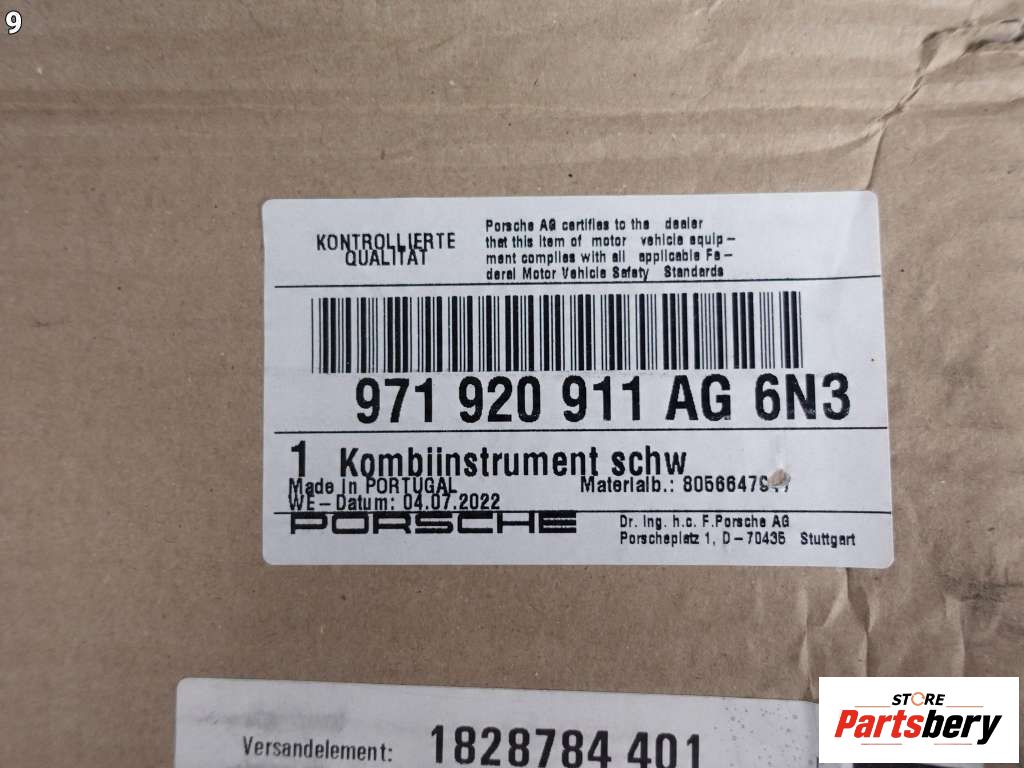 9
KONTROLLIERTE
QUALITÄT
Porsche AG certifies to the dealer
that this item of motor vehicle equip-
ment complies with all applicable Fe-
deral Motor Vehicle Safety Standards
971 920 911 AG 6N3
1 Kombiinstrument schw
Made in PORTUGAL
Materialb.:
WE-Datum: 04.07.2022
PORSCHE
Dr. Ing. h.c. F.Porsche AG
Porscheplatz 1, D-70435 Stuttgart
Versandelement: 1828784 401
STORE
Partsbery